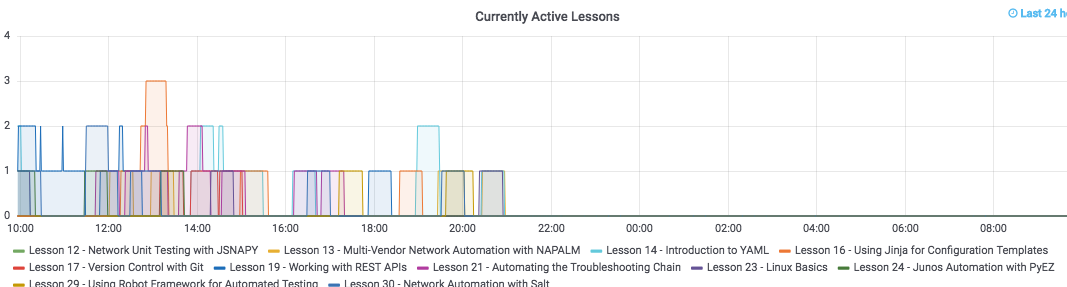 Currently Active Lessons
Last 24 h
4
3
2
1
0
10:00 12:00 14:00 16:00 18:00 20:00 22:00 00:00 02:00 04:00 06:00 08:00
Lesson 12 - Network Unit Testing with JSNAPY Lesson 13 - Multi-Vendor Network Automation with NAPALM Lesson 14 - Introduction to YAML Lesson 16 - Using Jinja for Configuration Templates
Lesson 17 - Version Control with Git Lesson 19 - Working with REST APIs Lesson 21 - Automating the Troubleshooting Chain Lesson 23 - Linux Basics Lesson 24 - Junos Automation with PyEZ
Lesson 29 - Using Robot Framework for Automated Testing Lesson 30 - Network Automation with Salt